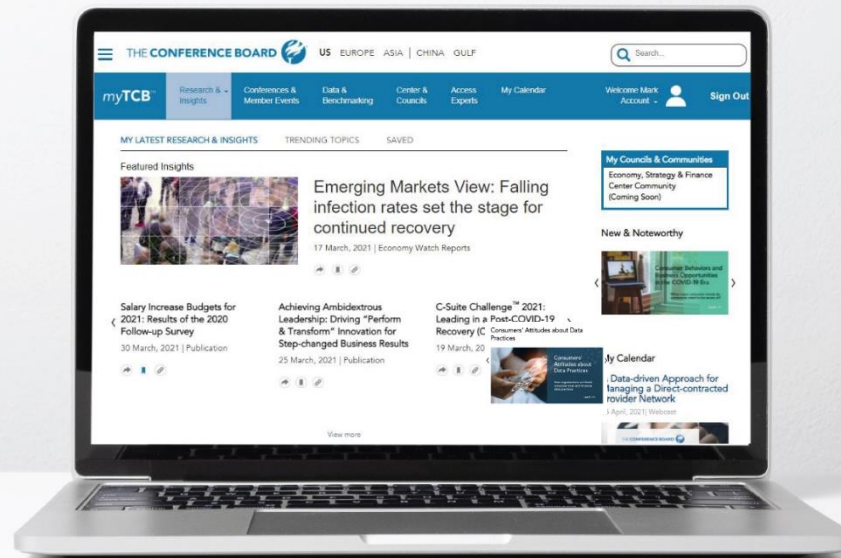 THE CONFERENCE BOARD US EUROPE ASIA | CHINA GULF Search...
myTCB™
Research &
Insights
Conferences &
Member Events
Data &
Benchmarking
Center &
Councils
Access
Experts
My Calendar
Welcome Mark
Account
Sign Out
MY LATEST RESEARCH & INSIGHTS TRENDING TOPICS SAVED
Featured Insights
Emerging Markets View: Falling
infection rates set the stage for
continued recovery
17 March, 2021 | Economy Watch Reports
Salary Increase Budgets for
2021: Results of the 2020
Follow-up Survey
30 March, 2021 | Publication
Achieving Ambidextrous
Leadership: Driving "Perform
& Transform" Innovation for
Step-changed Business Results
25 March, 2021 | Publication
C-Suite Challenge™ 2021:
Leading in a Post-COVID-19
Recovery (C
19 March, 20
Consumers' Attitudes about Data
Practices
Consumers'
Attitudes about
Data Practices
View more
My Councils & Communities
Economy, Strategy & Finance
Center Community
(Coming Soon)
New & Noteworthy
Consumer Behaviors and
Business Opportunities
in the COVID-19 Era
My Calendar
Data-driven Approach for
Managing a Direct-contracted
Provider Network
April, 2021 | Webcast
THE CONFERENCE BOARD